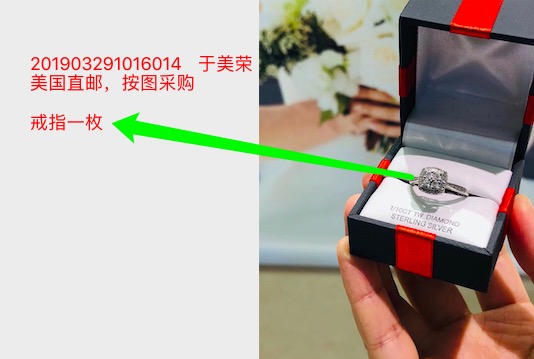 201903291016014 于美荣
美国直邮，按图采购
戒指一枚
1/10CT TW DIAMOND
STERLING SILVER